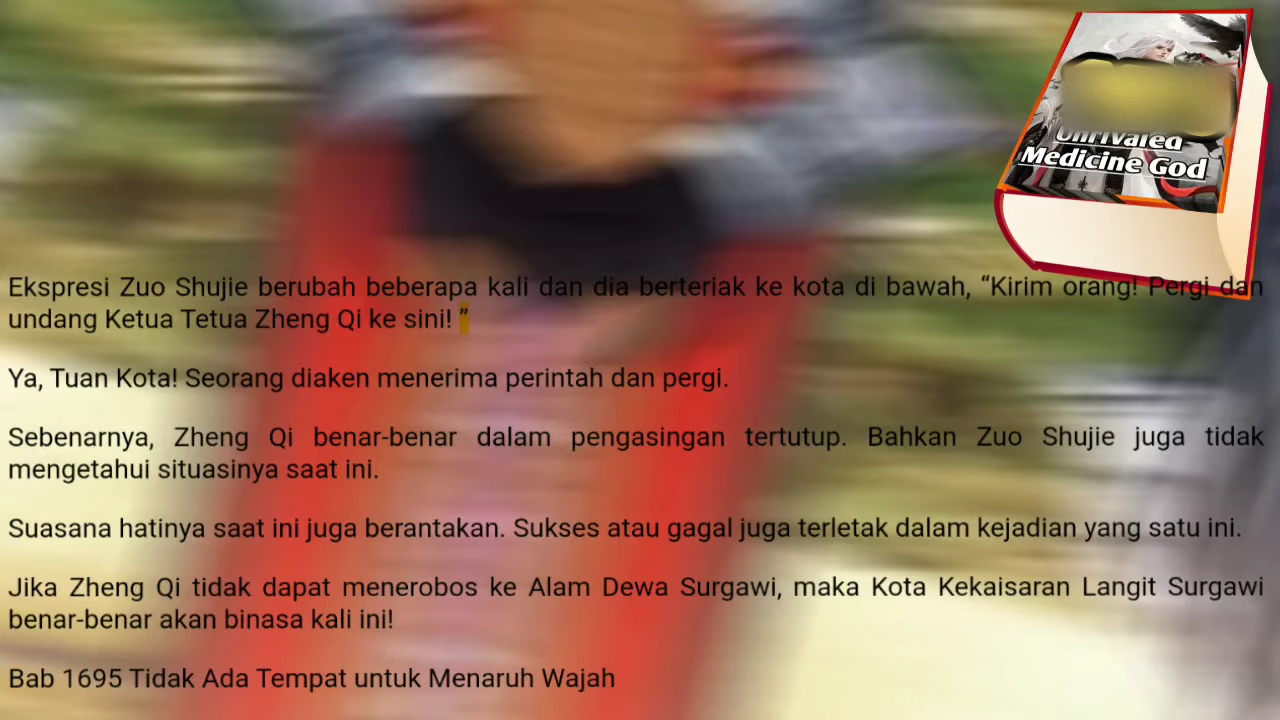 Unrivaled
Medicine God
Ekspresi Zuo Shujie berubah beberapa kali dan dia berteriak ke kota di bawah, “Kirim orang! Pergi dan
undang Ketua Tetua Zheng Qi ke sini! ”
Ya, Tuan Kota! Seorang diaken menerima perintah dan pergi.
Sebenarnya, Zheng Qi benar-benar dalam pengasingan tertutup. Bahkan Zuo Shujie juga tidak
mengetahui situasinya saat ini.
Suasana hatinya saat ini juga berantakan. Sukses atau gagal juga terletak dalam kejadian yang satu ini.
Jika Zheng Qi tidak dapat menerobos ke Alam Dewa Surgawi, maka Kota Kekaisaran Langit Surgawi
benar-benar akan binasa kali ini!
Bab 1695 Tidak Ada Tempat untuk Menaruh Wajah